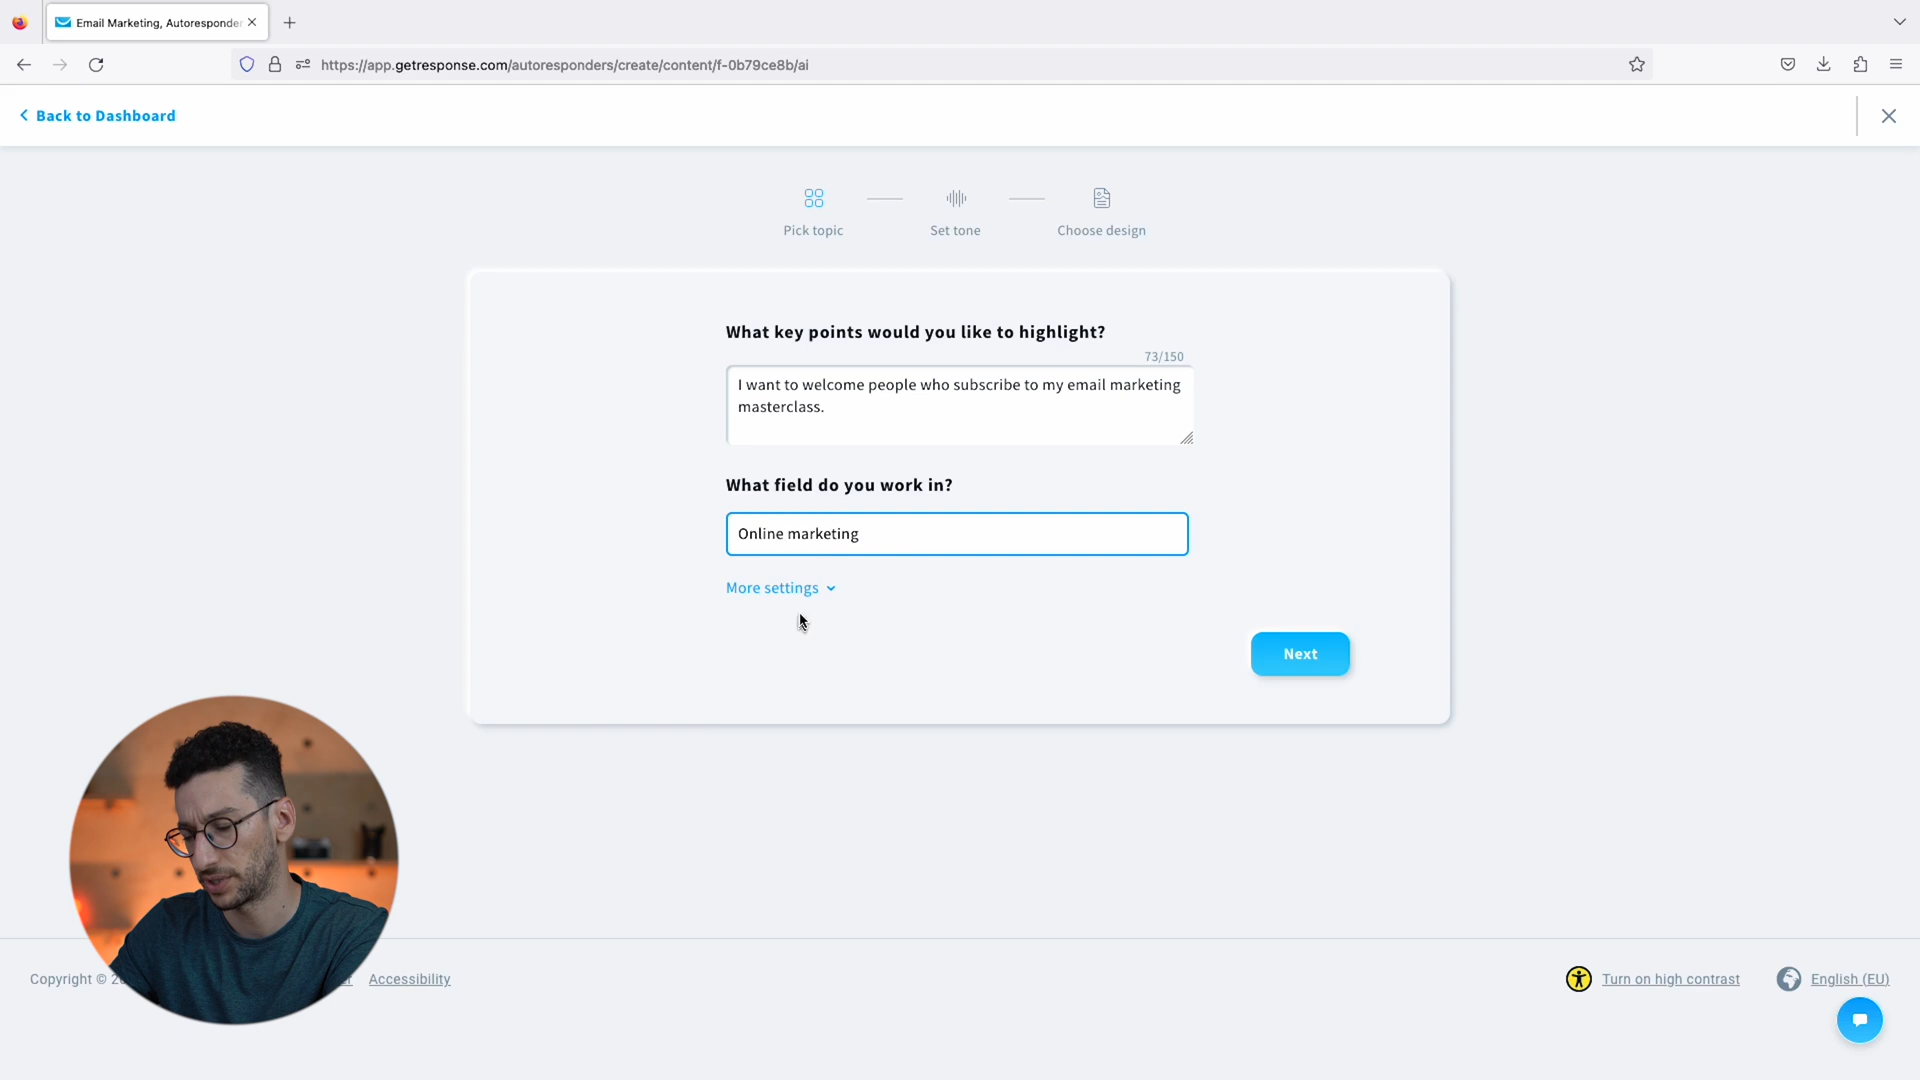 Email Marketing, Autoresponder
https://app.getresponse.com/autoresponders/create/content/f-0b79ce8b/ai
Back to Dashboard
Pick topic
Set tone
Choose design
What key points would you like to highlight?
73/150
I want to welcome people who subscribe to my email marketing
masterclass.
What field do you work in?
Online marketing
More settings
Next
Copyright ©
Accessibility
Turn on high contrast
English (EU)